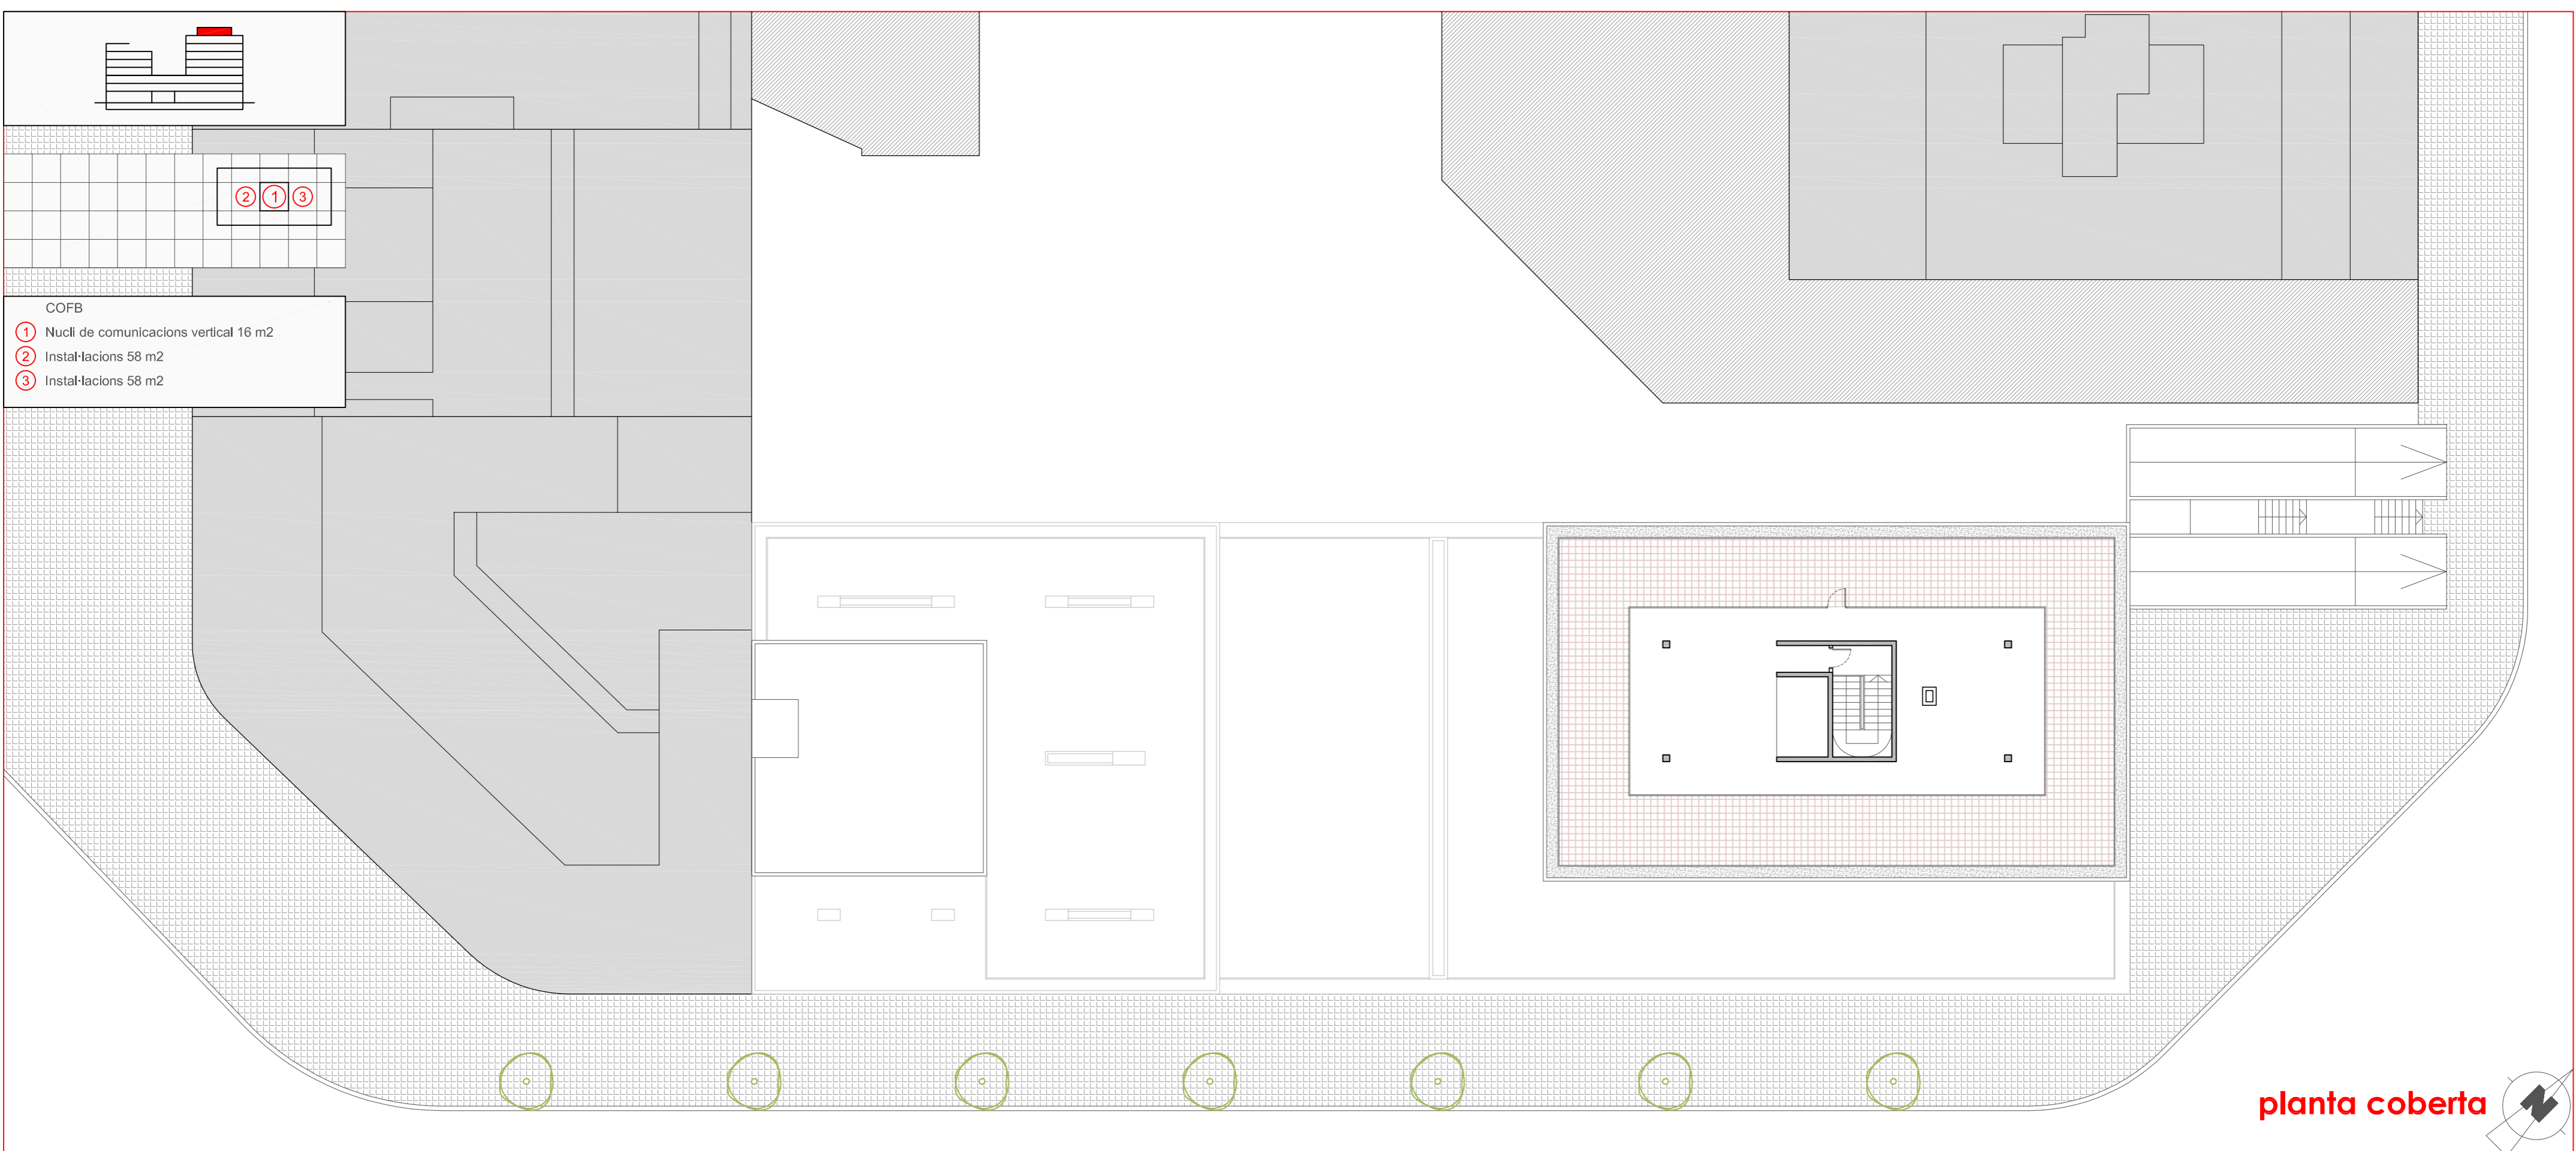 2 1 3
COFB
1 Nucli de comunicacions vertical 16 m2
2 Instal·lacions 58 m2
3 Instal·lacions 58 m2
planta coberta N